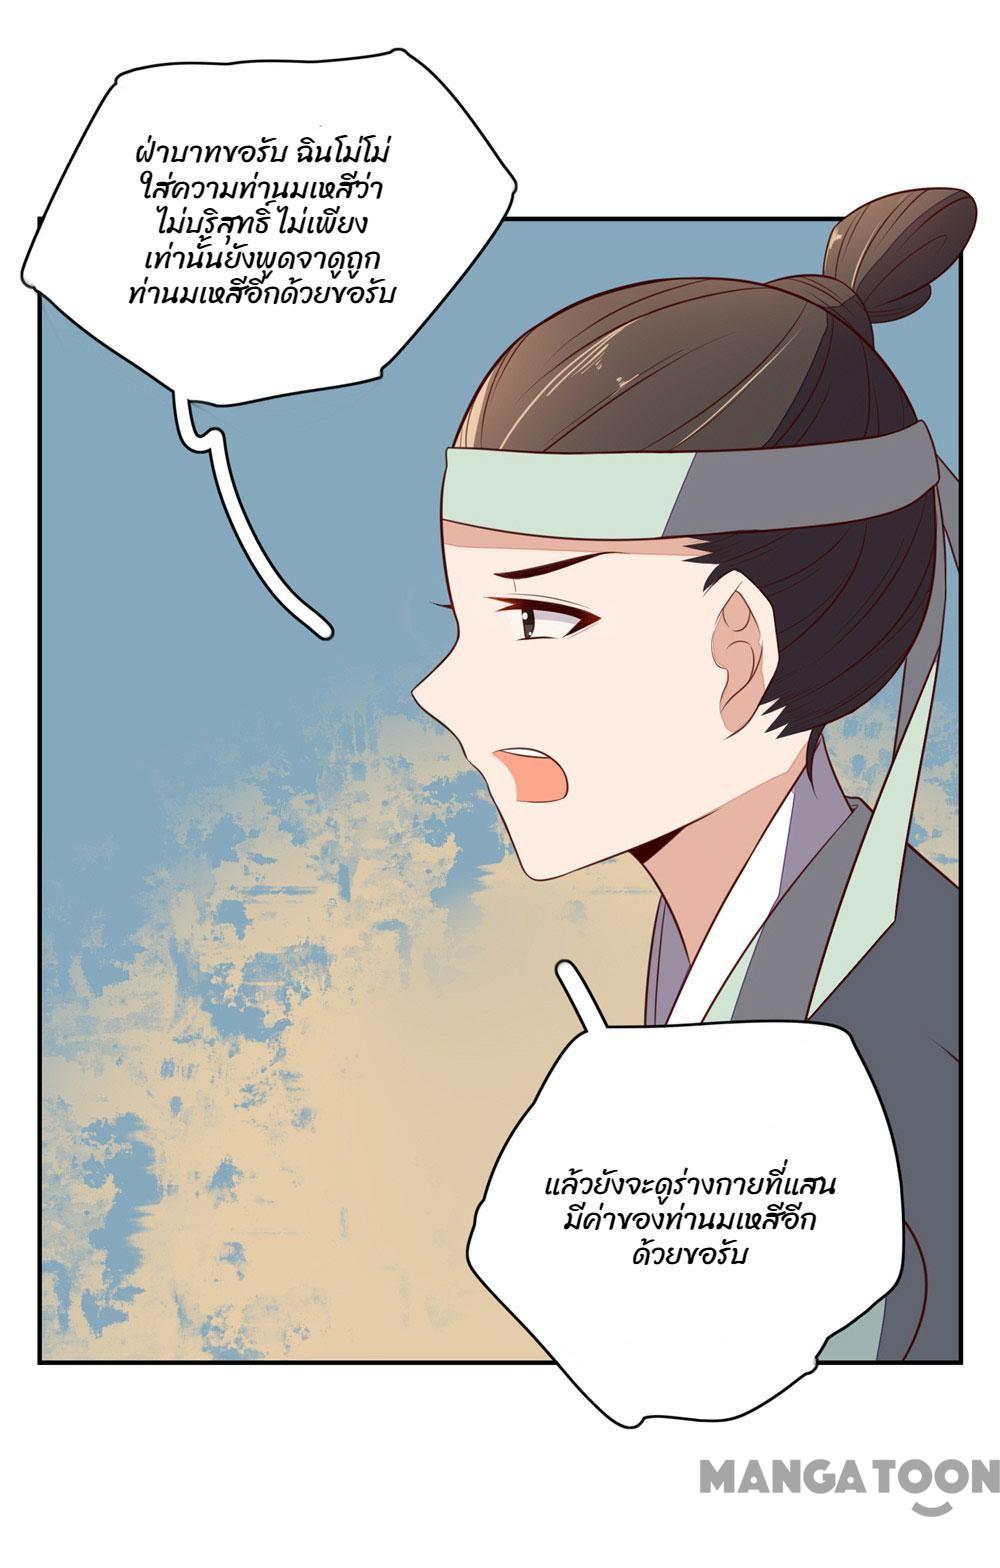 ฝ่าบาทขอรับ ฉินโม่โม่
ใส่ความท่านมเหสีว่า
ไม่บริสุทธิ์ ไม่เพียง
เท่านั้นยังพูดจาดูถูก
ท่านมเหสีอีกด้วยขอรับ
แล้วยังจะดูร่างกายที่แสน
มีค่าของท่านมเหสีอีก
ด้วยขอรับ
MANGATOON